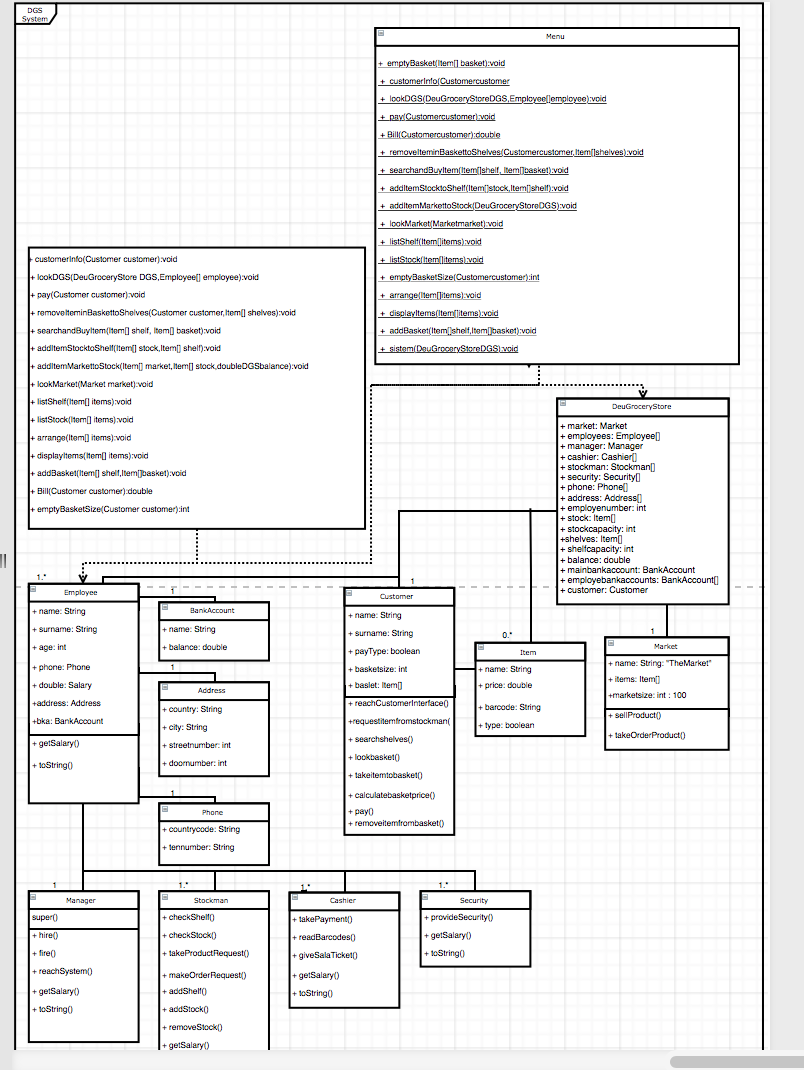 DGS
System
Menu
+ emptyBasket(Item[] basket):void
+ customerInfo(Customercustomer
+ lookDGS(DeuGroceryStoreDGS,Employee[]employee):void
+ pay(Customercustomer):void
+ Bill(Customercustomer):double
+ removeIteminBaskettoShelves(Customercustomer,Item[]shelves):void
+ searchandBuyItem(Item[]shelf, Item[]basket):void
+ addItemStocktoShelf(Item[]stock,Item[]shelf):void
+ addItemMarkettoStock(DeuGroceryStoreDGS):void
+ lookMarket(Marketmarket):void
+ listShelf(Item[]items):void
+ listStock(Item[]items):void
+ emptyBasketSize(Customercustomer):int
+ arrange(Item[]items):void
+ displayItems(Item[]items):void
+ addBasket(Item[]shelf,Item[]basket):void
+ sistem(DeuGroceryStoreDGS):void
+ customerInfo(Customer customer):void
+ lookDGS(DeuGroceryStore DGS,Employee[] employee):void
+ pay(Customer customer):void
+ removeIteminBaskettoShelves(Customer customer,Item[] shelves):void
+ searchandBuyItem(Item[] shelf, Item[] basket):void
+ addItemStocktoShelf(Item[] stock,Item[] shelf):void
+ addItemMarkettoStock(Item[] market,Item[] stock,doubleDGSbalance):void
+ lookMarket(Market market):void
+ listShelf(Item[] items):void
+ listStock(Item[] items):void
+ arrange(Item[] items):void
+ displayItems(Item[] items):void
+ addBasket(Item[] shelf,Item[]basket):void
+ Bill(Customer customer):double
+ emptyBasketSize(Customer customer):int
DeuGroceryStore
+ market: Market
+ employees: Employee[]
+ manager: Manager
+ cashier: Cashier[]
+ stockman: Stockman[]
+ security: Security[]
+ phone: Phone[]
+ address: Address[]
+ employenumber: int
+ stock: Item[]
+ stockcapacity: int
+shelves: Item[]
+ shelfcapacity: int
+ balance: double
+ mainbankaccount: BankAccount
+ employebankaccounts: BankAccount[]
+ customer: Customer
1.*
Employee
+ name: String
+ surname: String
+ age: int
+ phone: Phone
+ double: Salary
+address: Address
+bka: BankAccount
+ getSalary()
+ toString()
1
BankAccount
+ name: String
+ balance: double
1
Address
+ country: String
+ city: String
+ streetnumber: int
+ doornumber: int
1
Phone
+ countrycode: String
+ tennumber: String
1
Customer
+ name: String
+ surname: String
+ payType: boolean
+ basketsize: int
+ baslet: Item[]
+ reachCustomerInterface()
+requestitemfromstockman(
+ searchshelves()
+ lookbasket()
+ takeitemtobasket()
+ calculatebasketprice()
+ pay()
+ removeitemfrombasket()
0.*
Item
+ name: String
+ price: double
+ barcode: String
+ type: boolean
1
Market
+ name: String: "TheMarket"
+ items: Item[]
+marketsize: int : 100
+ sellProduct()
+ takeOrderProduct()
1
Manager
super()
+ hire()
+ fire()
+ reachSystem()
+ getSalary()
+ toString()
1.*
Stockman
+ checkShelf()
+ checkStock()
+ takeProductRequest()
+ makeOrderRequest()
+ addShelf()
+ addStock()
+ removeStock()
+ getSalary()
1.*
Cashier
+ takePayment()
+ readBarcodes()
+ giveSalaTicket()
+ getSalary()
+ toString()
1.*
Security
+ provideSecurity()
+ getSalary()
+ toString()